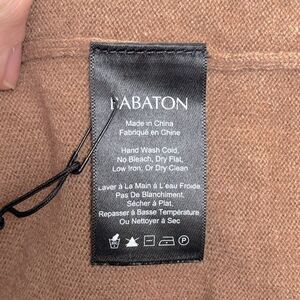 BABATON
Made in China
Fabriqué en Chine
Hand Wash Cold,
No Bleach, Dry Flat,
Low Iron, Or Dry Clean
Laver à La Main à L'eau Froide
Pas De Blanchiment,
Sécher à Plat,
Repasser à Basse Température
Ou Nettoyer à Sec
P